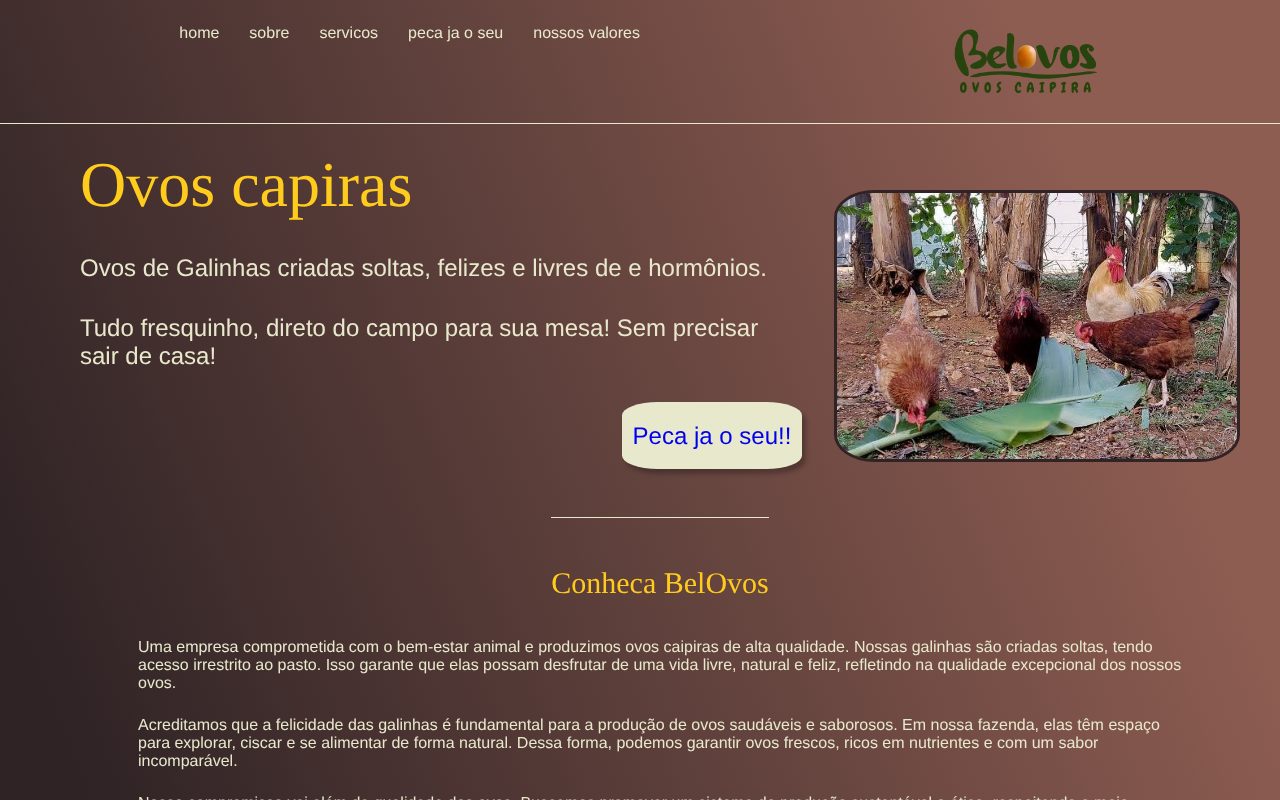 home sobre servicos peca ja o seu nossos valores
Belovos
OVOS CAIPIRA
Ovos capiras
Ovos de Galinhas criadas soltas, felizes e livres de e hormônios.
Tudo fresquinho, direto do campo para sua mesa! Sem precisar
sair de casa!
Peca ja o seu!!
Conheca BelOvos
Uma empresa comprometida com o bem-estar animal e produzimos ovos caipiras de alta qualidade. Nossas galinhas são criadas soltas, tendo
acesso irrestrito ao pasto. Isso garante que elas possam desfrutar de uma vida livre, natural e feliz, refletindo na qualidade excepcional dos nossos
ovos.
Acreditamos que a felicidade das galinhas é fundamental para a produção de ovos saudáveis e saborosos. Em nossa fazenda, elas têm espaço
para explorar, ciscar e se alimentar de forma natural. Dessa forma, podemos garantir ovos frescos, ricos em nutrientes e com um sabor
incomparável.